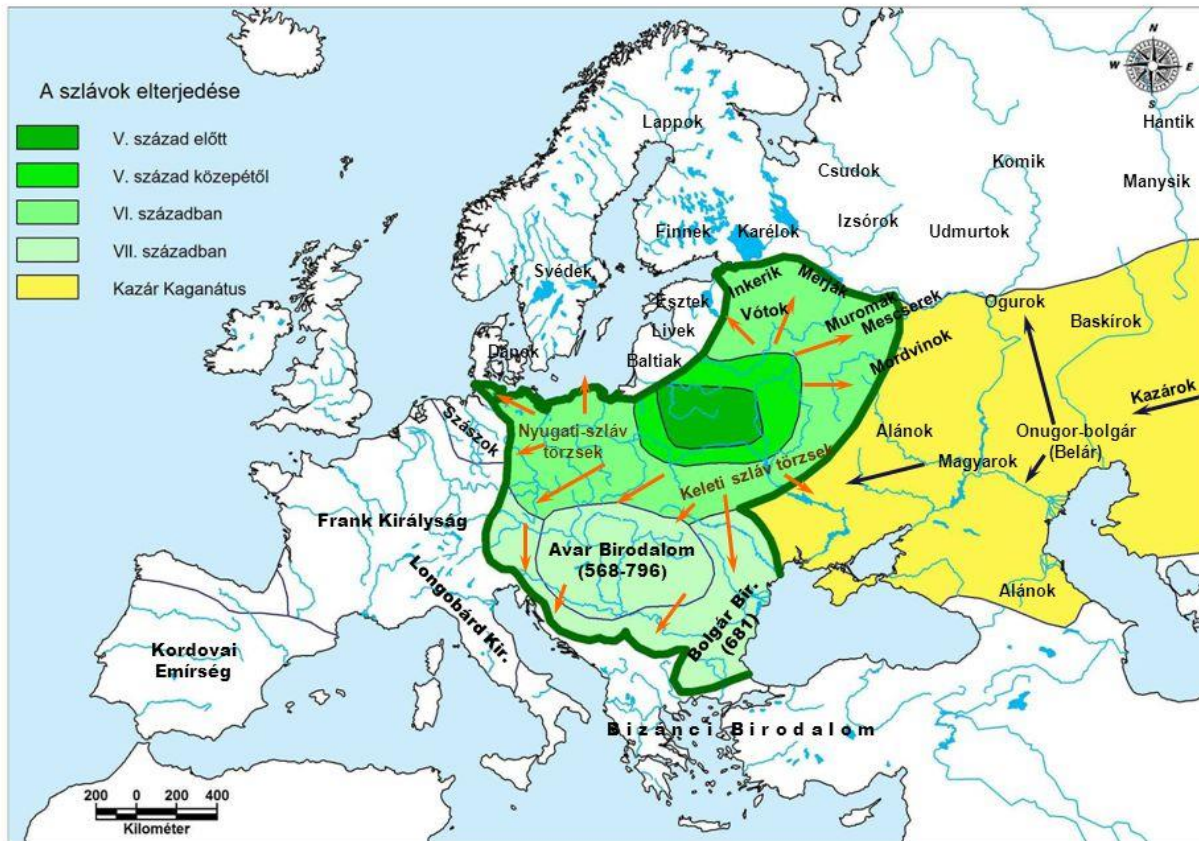 A szlávok elterjedése
V. század előtt
V. század közepétől
VI. században
VII. században
Kazár Kaganátus
N
W
E
S
Lappok
Hantik
Csudok
Komik
Manysik
Izsórok
Finnek
Karélok
Udmurtok
Svédek
Inkerik
Merják
Esztek
Vótok
Muromák
Mescserek
Ogurok
Baskírok
Livek
Dánok
Baltiak
Mordvinok
Kazárok
Szászok
Nyugati-szláv
törzsek
Alánok
Onugor-bolgár
(Belár)
Magyarok
Keleti szláv törzsek
Frank Királyság
Avar Birodalom
(568-796)
Longobárd Kir.
Bolgár Bir.
(681)
Alánok
Kordovai
Emírség
Bizánci Birodalom
200 0 200 400
Kilométer